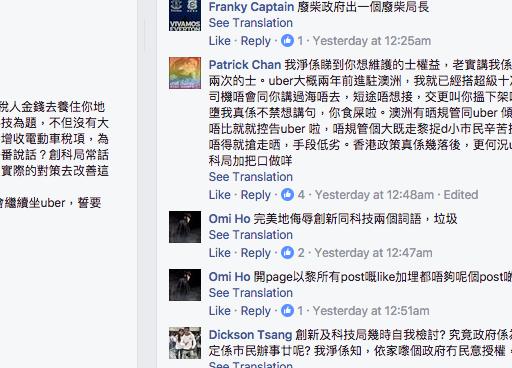 稅人金錢去養住你地
技為題，不但沒有大
增收電動車稅項，為
番說話？創科局常話
實際的對策去改善這
繼續坐uber，誓要
VIVAMOS
EVERTON
Franky Captain 廢柴政府出一個廢柴局長
See Translation
Like · Reply · 1 · Yesterday at 12:25am
Patrick Chan 我淨係睇到你想維護的士權益，老實講我係
兩次的士。uber大概兩年前進駐澳洲，我就已經搭超級十
司機唔會同你講過海唔去，短途唔想接，交更叫你搵下架
墮我真係不禁想講句，你食屎啦。澳洲有晒規管同uber
唔比就就控告uber 啦，唔規管個大既走黎捉d小市民辛苦
唔得就搶走晒，手段低劣。香港政策真係幾落後，更何況
科局加把口做咩
See Translation
Like · Reply · 4 · Yesterday at 12:48am · Edited
Omi Ho 完美地侮辱創新同科技兩個詞語，垃圾
See Translation
Like · Reply · 2 · Yesterday at 12:47am
Omi Ho 開page以黎所有post嘅like加埋都唔夠呢個post
See Translation
Like · Reply · 1 · Yesterday at 12:51am
Dickson Tsang 創新及科技局幾時自我檢討? 究竟政府係
定係市民辦事廿呢? 我淨係知，依家嚟個政府冇民意授權，
See Translation